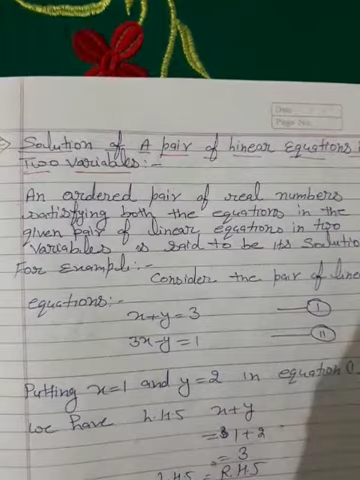 Date
Page No.
=> Solution of A pair of linear equations i
Two variables:-
An ordered pair of real numbers
satisfying both the equations in the
given pair of linear equations in two
variables is said to be its Solutio
For Example:-
Consider the pair of line
equations:-
x+y=3 — I
3x-y=1 — II
Putting x=1 and y=2 in equation
we have L.H.S x+y
= 1+2
= 3
L.H.S = R.H.S